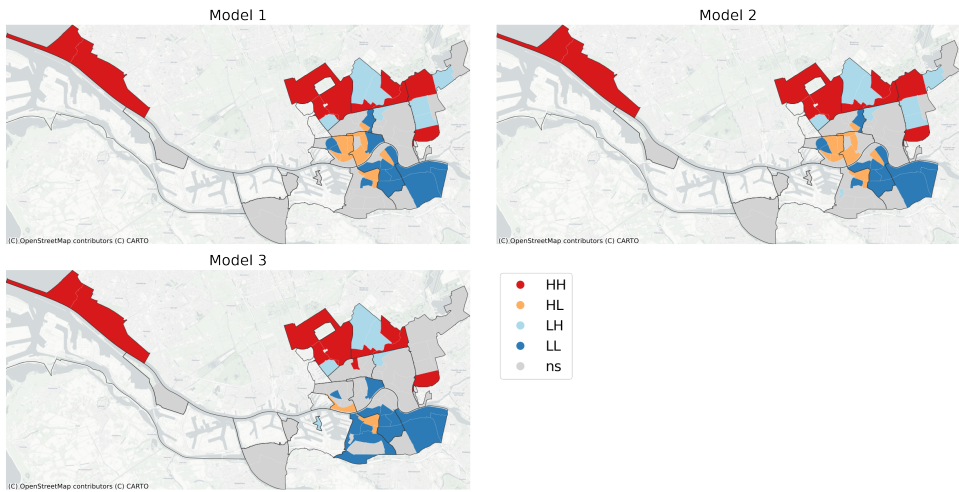 Model 1
Model 2
(C) OpenStreetMap contributors (C) CARTO
(C) OpenStreetMap contributors (C) CARTO
Model 3
HH
HL
LH
LL
ns
(C) OpenStreetMap contributors (C) CARTO